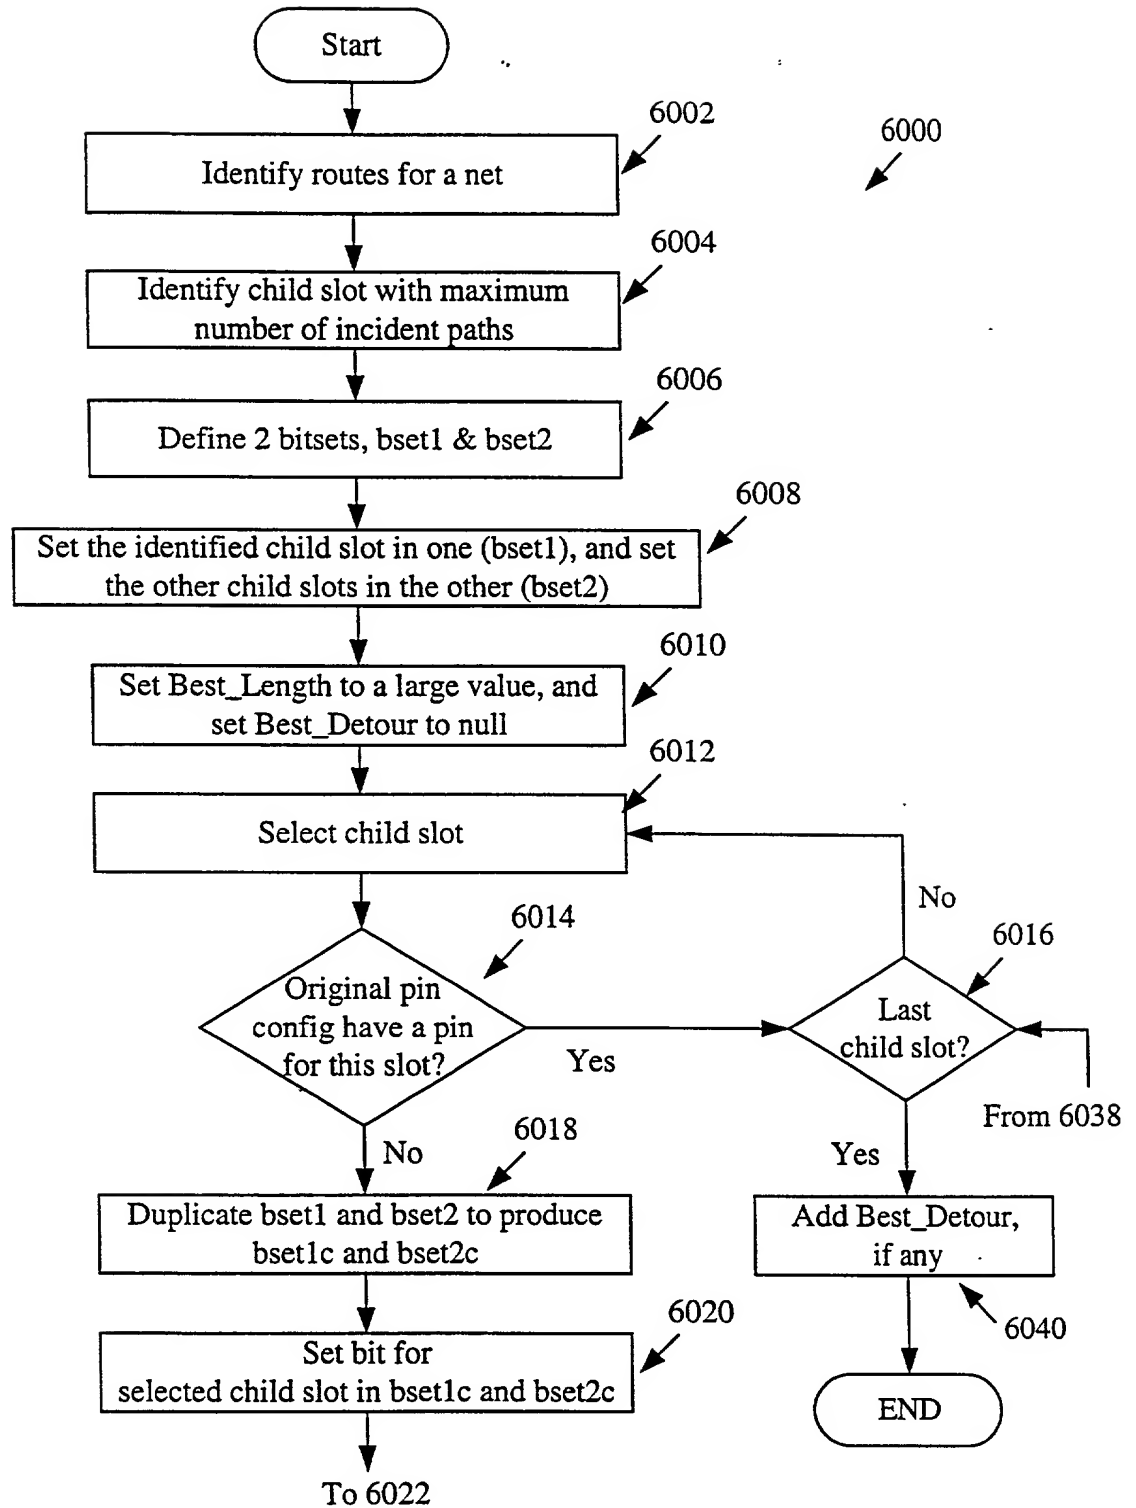 Start
6002
6000
Identify routes for a net
6004
Identify child slot with maximum
number of incident paths
6006
Define 2 bitsets, bset1 & bset2
6008
Set the identified child slot in one (bset1), and set
the other child slots in the other (bset2)
6010
Set Best_Length to a large value, and
set Best_Detour to null
6012
Select child slot
No
6014
6016
Original pin
config have a pin
for this slot?
Yes
Last
child slot?
From 6038
No
6018
Yes
Duplicate bset1 and bset2 to produce
bset1c and bset2c
Add Best_Detour,
if any
6020
6040
Set bit for
selected child slot in bset1c and bset2c
END
To 6022